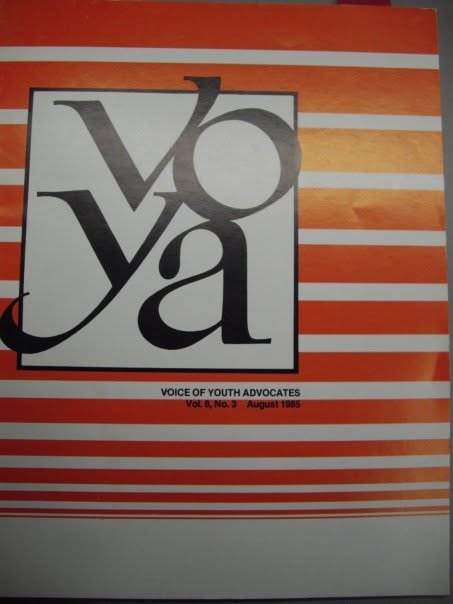 vo
ya
VOICE OF YOUTH ADVOCATES
Vol. 8, No. 3 August 1985